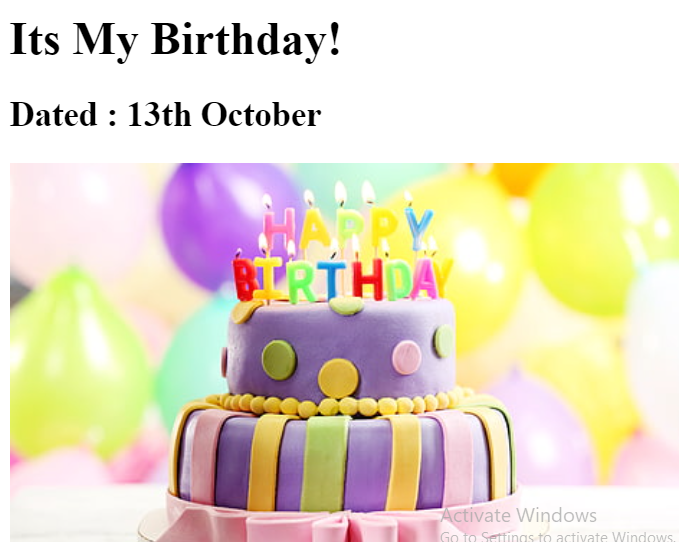 Its My Birthday!
Dated : 13th October
HAPPY
BIRTHDAY
Activate Windows
Go to Settings to activate Windows.